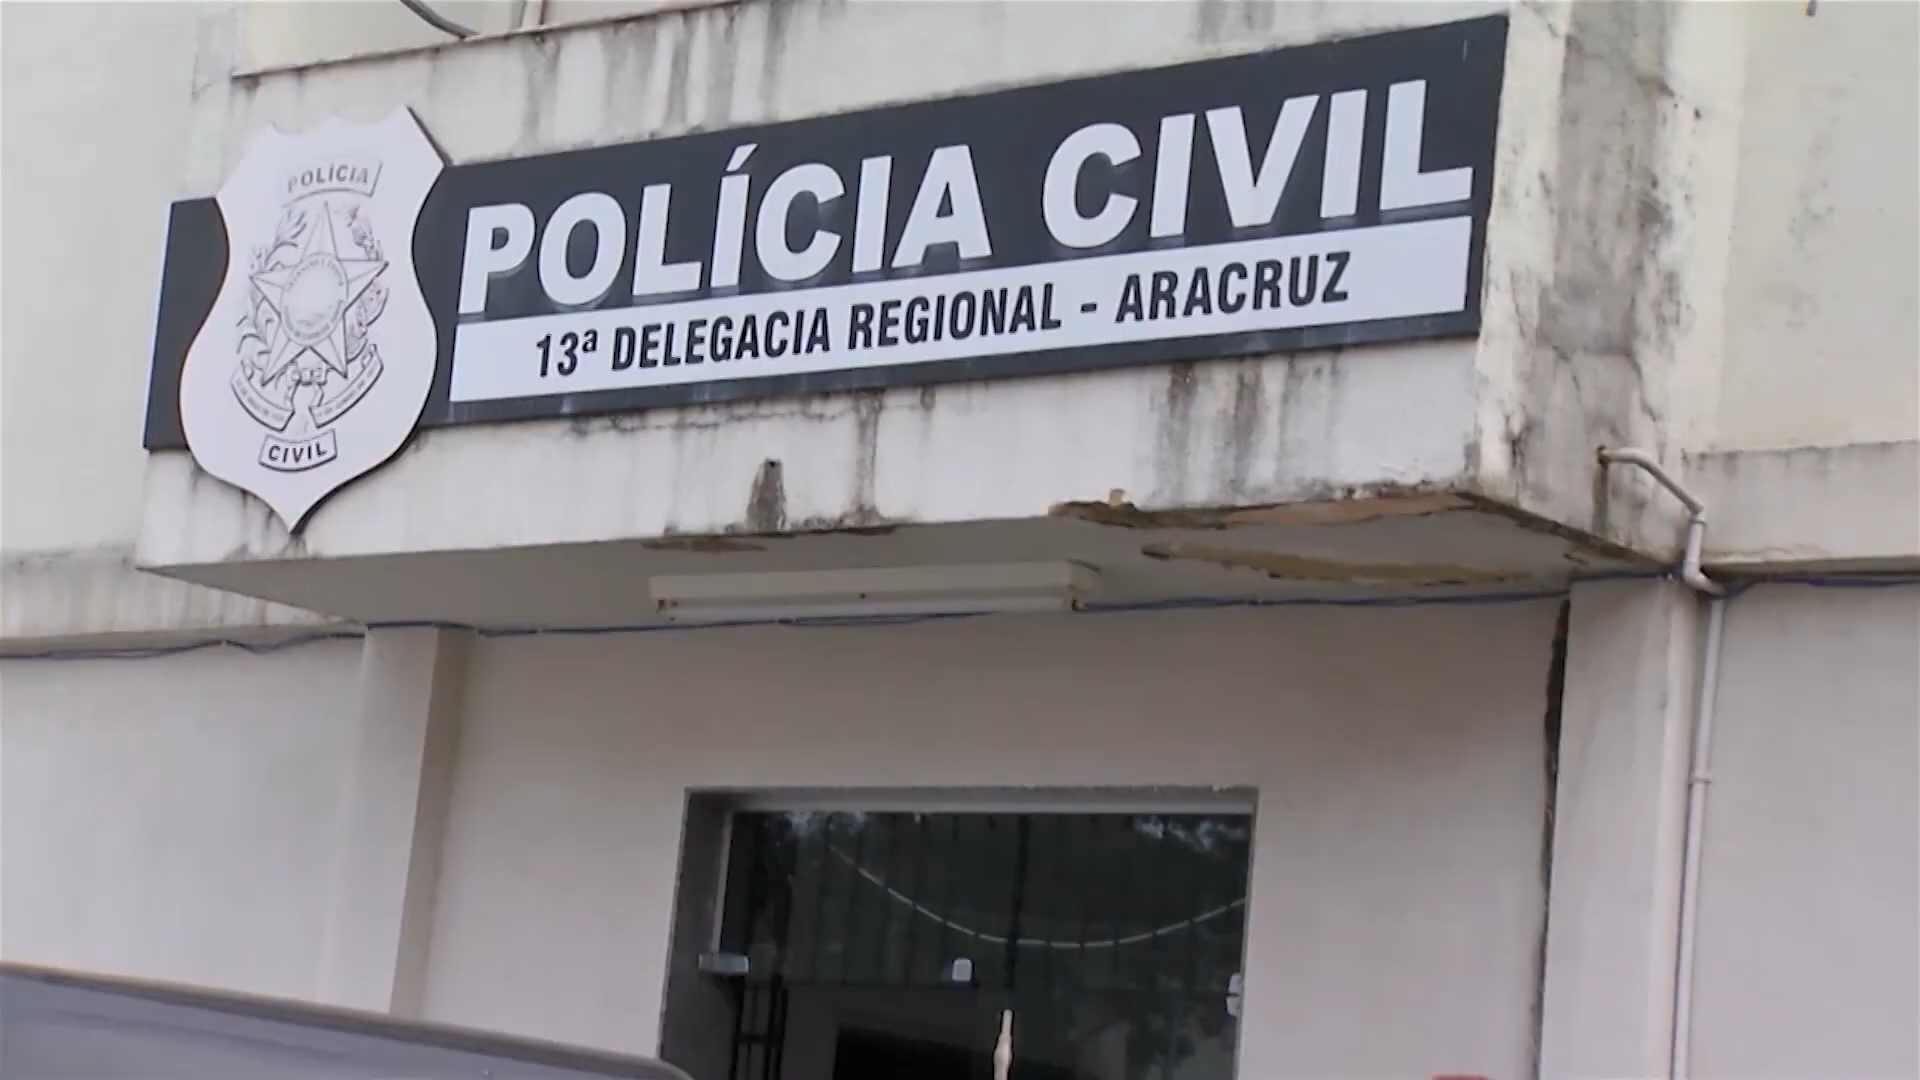 POLÍCIA
CIVIL
POLÍCIA CIVIL
13ª DELEGACIA REGIONAL - ARACRUZ